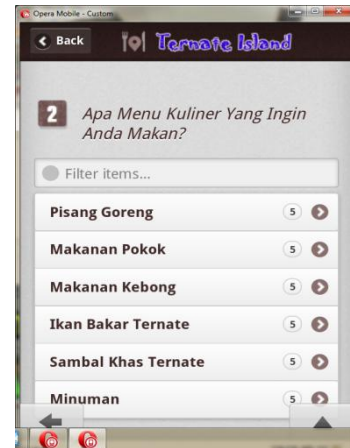 Opera Mobile - Custom
Back
Ternate Island
2
Apa Menu Kuliner Yang Ingin
Anda Makan?
Filter items...
Pisang Goreng 5
Makanan Pokok 5
Makanan Kebong 5
Ikan Bakar Ternate 5
Sambal Khas Ternate 5
Minuman 5